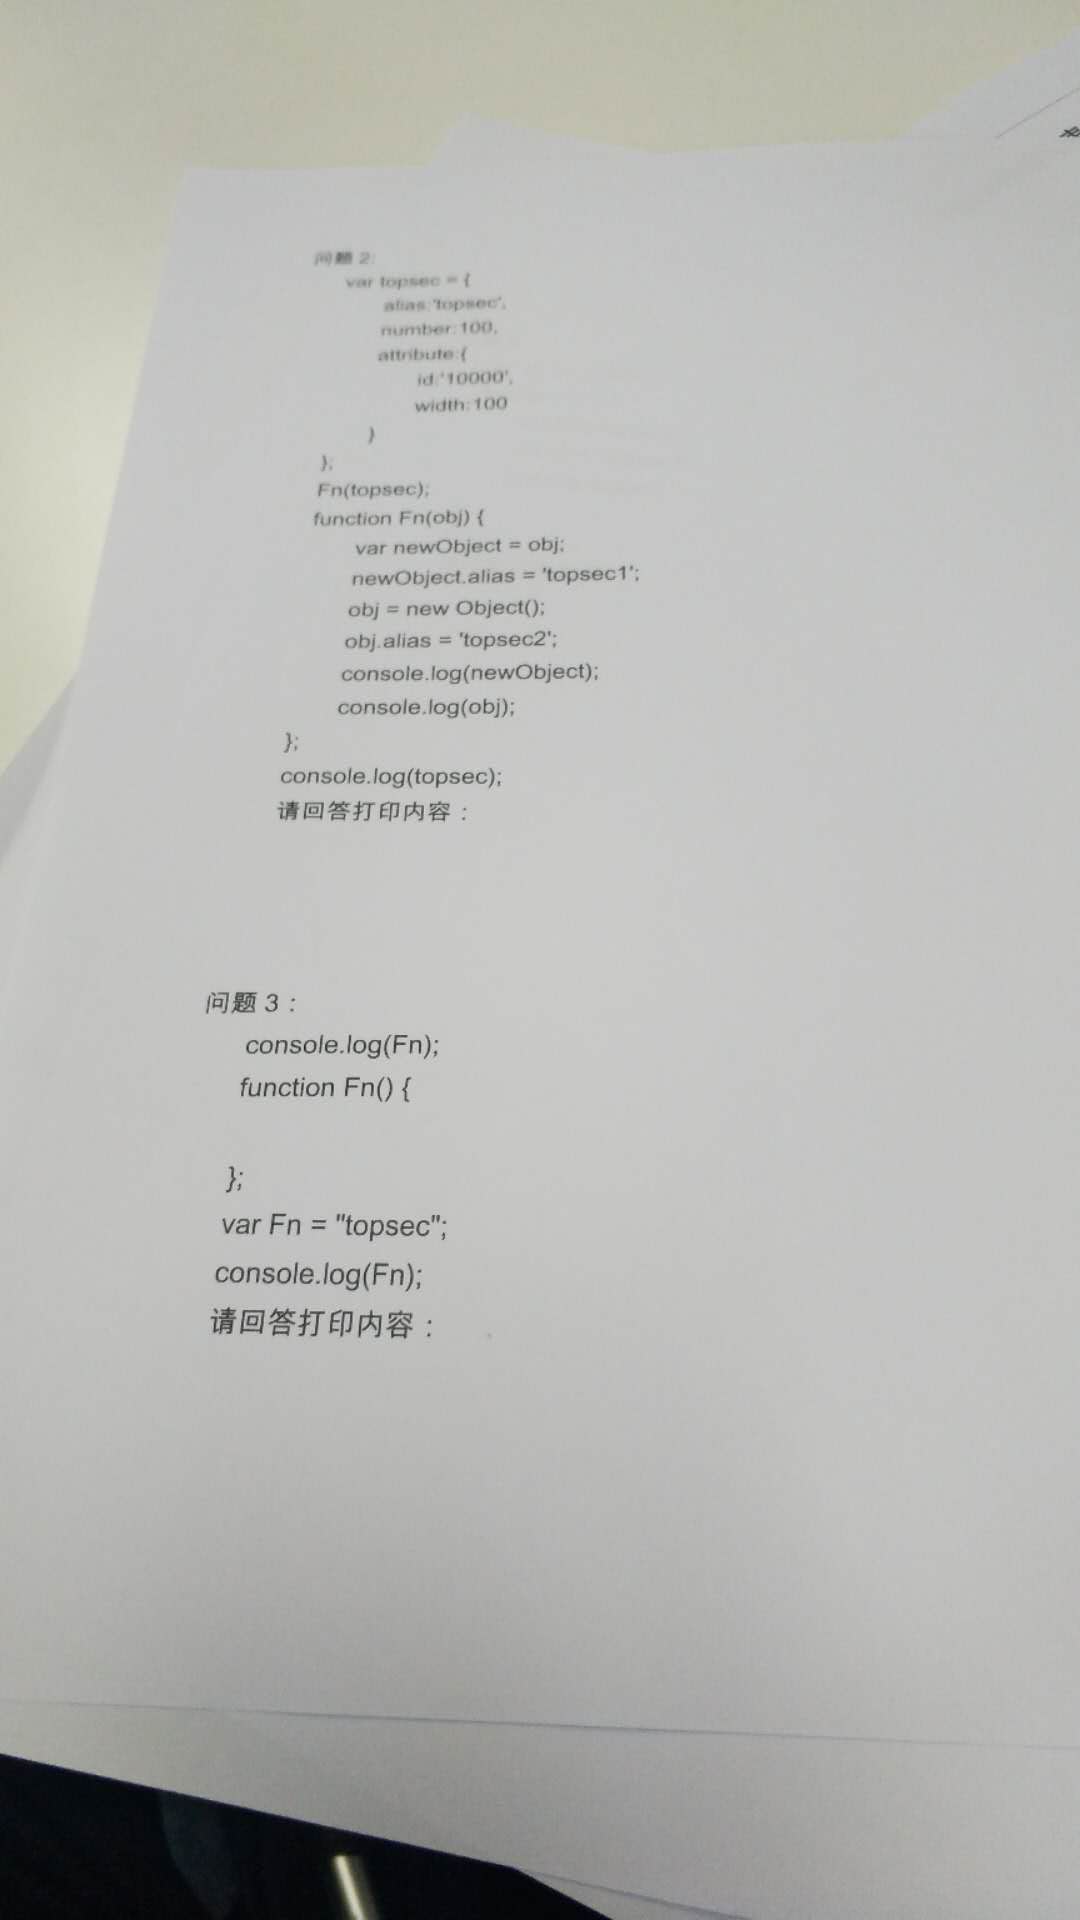 问题 2:
var topsec = {
alias:'topsec',
number:100,
attribute:{
id:'10000',
width:100
}
};
Fn(topsec);
function Fn(obj) {
var newObject = obj;
newObject.alias = 'topsec1';
obj = new Object();
obj.alias = 'topsec2';
console.log(newObject);
console.log(obj);
};
console.log(topsec);
请回答打印内容：
问题 3：
console.log(Fn);
function Fn() {
};
var Fn = "topsec";
console.log(Fn);
请回答打印内容：